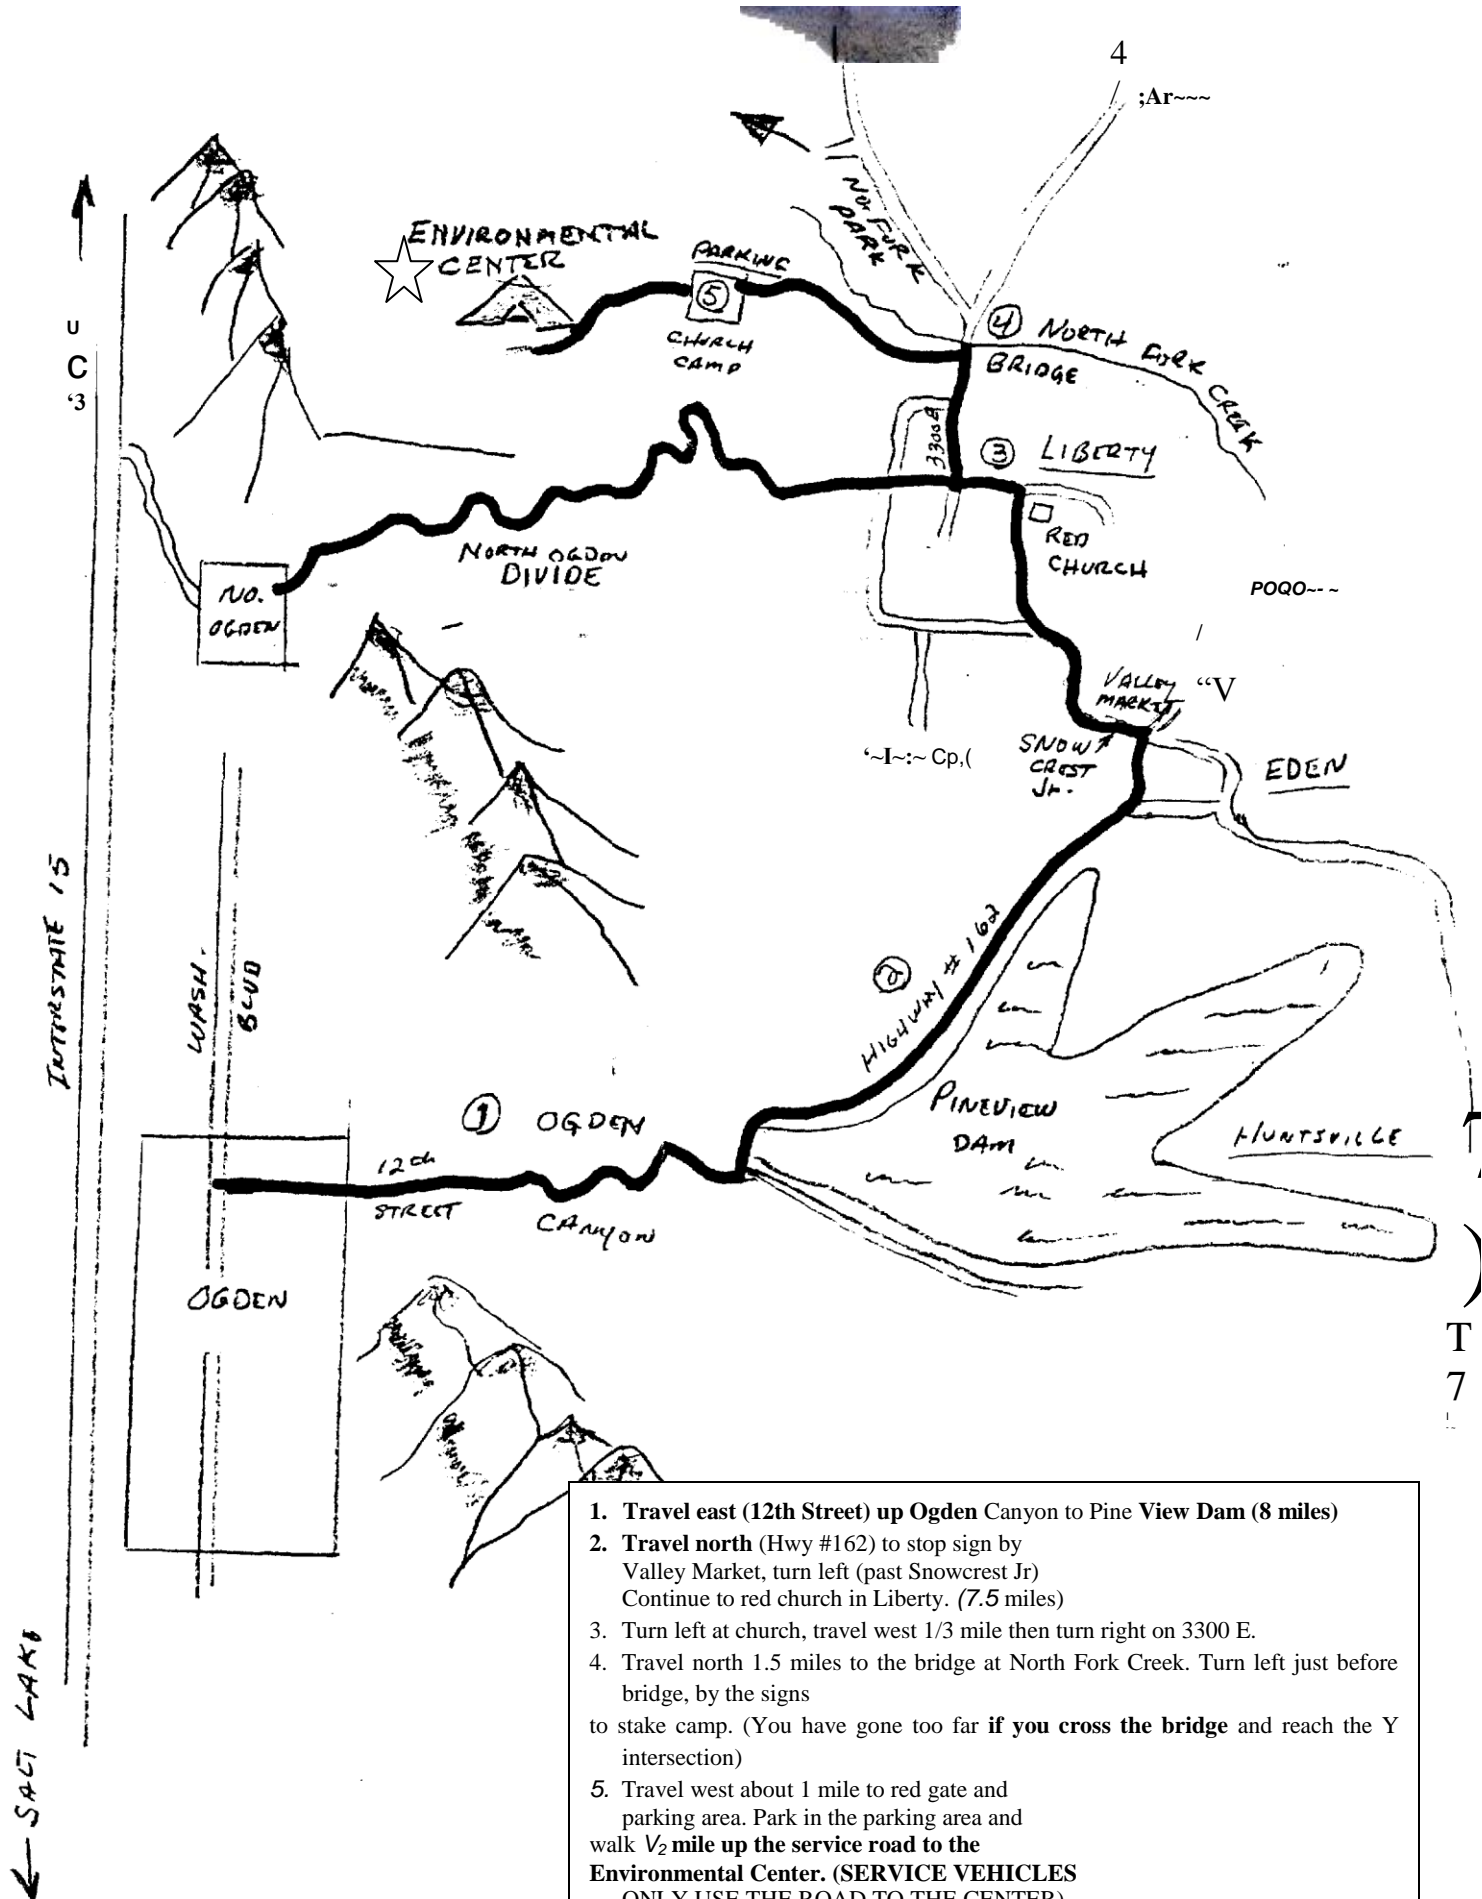 4
;Ar~~~
NO. FORK
PARK
ENVIRONMENTAL
CENTER
PARKING
5
CHURCH
CAMP
4 NORTH FORK CREEK
BRIDGE
u
C
‘3
3300 E
3 LIBERTY
RED
CHURCH
NORTH OGDEN
DIVIDE
NO.
OGDEN
POQO~- ~
/
VALLEY
MARKET
“V
SNOW
CREST
Jr.
‘~I~:~ Cp,(
EDEN
INTERSTATE 15
WASH.
BLVD
2
HIGHWAY # 162
PINEVIEW
DAM
HUNTSVILLE
1 OGDEN
12th
STREET
CANYON
OGDEN
)
T
7
← SALT LAKE
1. Travel east (12th Street) up Ogden Canyon to Pine View Dam (8 miles)
2. Travel north (Hwy #162) to stop sign by
Valley Market, turn left (past Snowcrest Jr)
Continue to red church in Liberty. (7.5 miles)
3. Turn left at church, travel west 1/3 mile then turn right on 3300 E.
4. Travel north 1.5 miles to the bridge at North Fork Creek. Turn left just before
bridge, by the signs
to stake camp. (You have gone too far if you cross the bridge and reach the Y
intersection)
5. Travel west about 1 mile to red gate and
parking area. Park in the parking area and
walk V2 mile up the service road to the
Environmental Center. (SERVICE VEHICLES
ONLY USE THE ROAD TO THE CENTER)